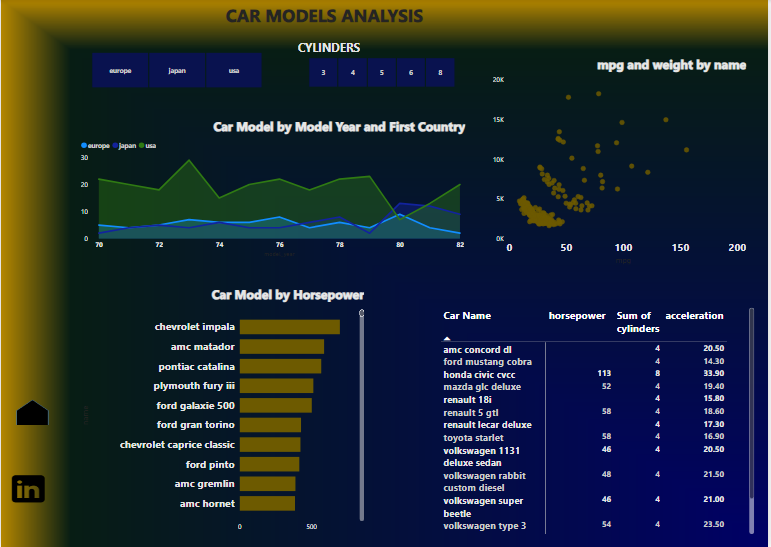 CAR MODELS ANALYSIS
CYLINDERS
europe japan usa
3 4 5 6 8
mpg and weight by name
20K
15K
10K
5K
0K
0 50 100 150 200
mpg
Car Model by Model Year and First Country
europe japan usa
30
20
10
0
70 72 74 76 78 80 82
Car Model by Horsepower
chevrolet impala
amc matador
pontiac catalina
plymouth fury iii
ford galaxie 500
ford gran torino
chevrolet caprice classic
ford pinto
amc gremlin
amc hornet
0 500
Car Name horsepower Sum of cylinders acceleration
amc concord dl 4 20.50
ford mustang cobra 4 14.30
honda civic cvcc 113 8 33.90
mazda glc deluxe 52 4 19.40
renault 18i 4 15.80
renault 5 gtl 58 4 18.60
renault lecar deluxe 4 17.30
toyota starlet 58 4 16.90
volkswagen 1131 deluxe sedan 46 4 20.50
volkswagen rabbit custom diesel 48 4 21.50
volkswagen super beetle 46 4 21.00
volkswagen type 3 54 4 23.50
in